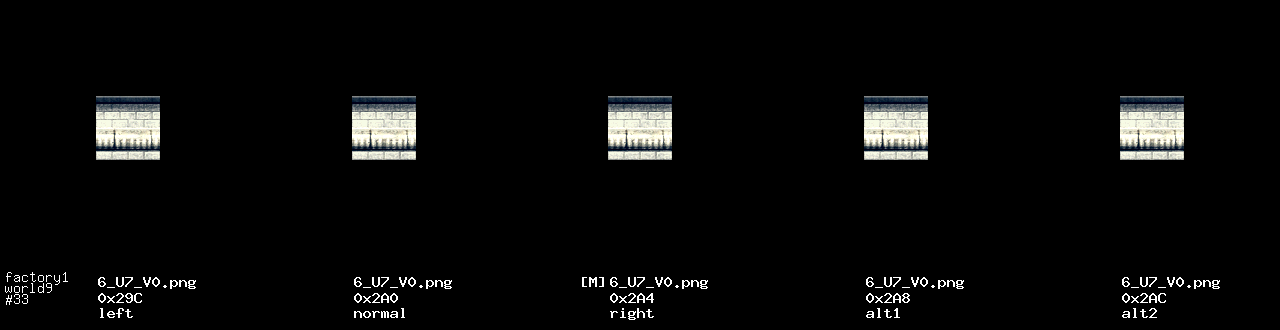 factory1
world9
#33
6_U7_V0.png
0x29C
left
6_U7_V0.png
0x2A0
normal
[M] 6_U7_V0.png
0x2A4
right
6_U7_V0.png
0x2A8
alt1
6_U7_V0.png
0x2AC
alt2